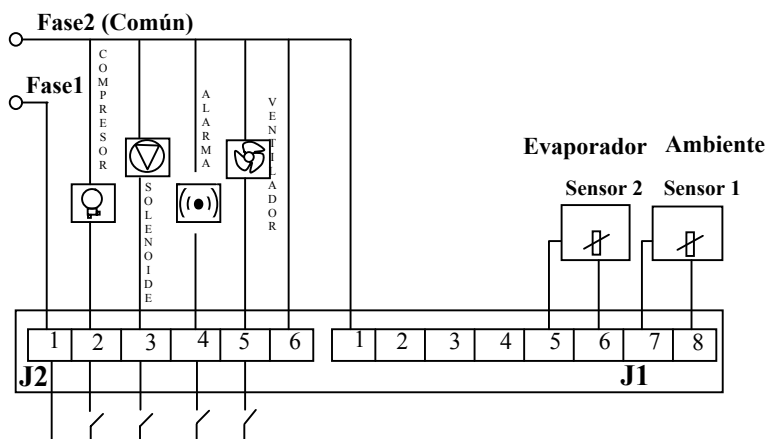 Fase2 (Común)
Fase1
COMPRESOR
SOLENOIDE
ALARMA
VENTILADOR
Evaporador Ambiente
Sensor 2 Sensor 1
1 2 3 4 5 6 1 2 3 4 5 6 7 8
J2 J1